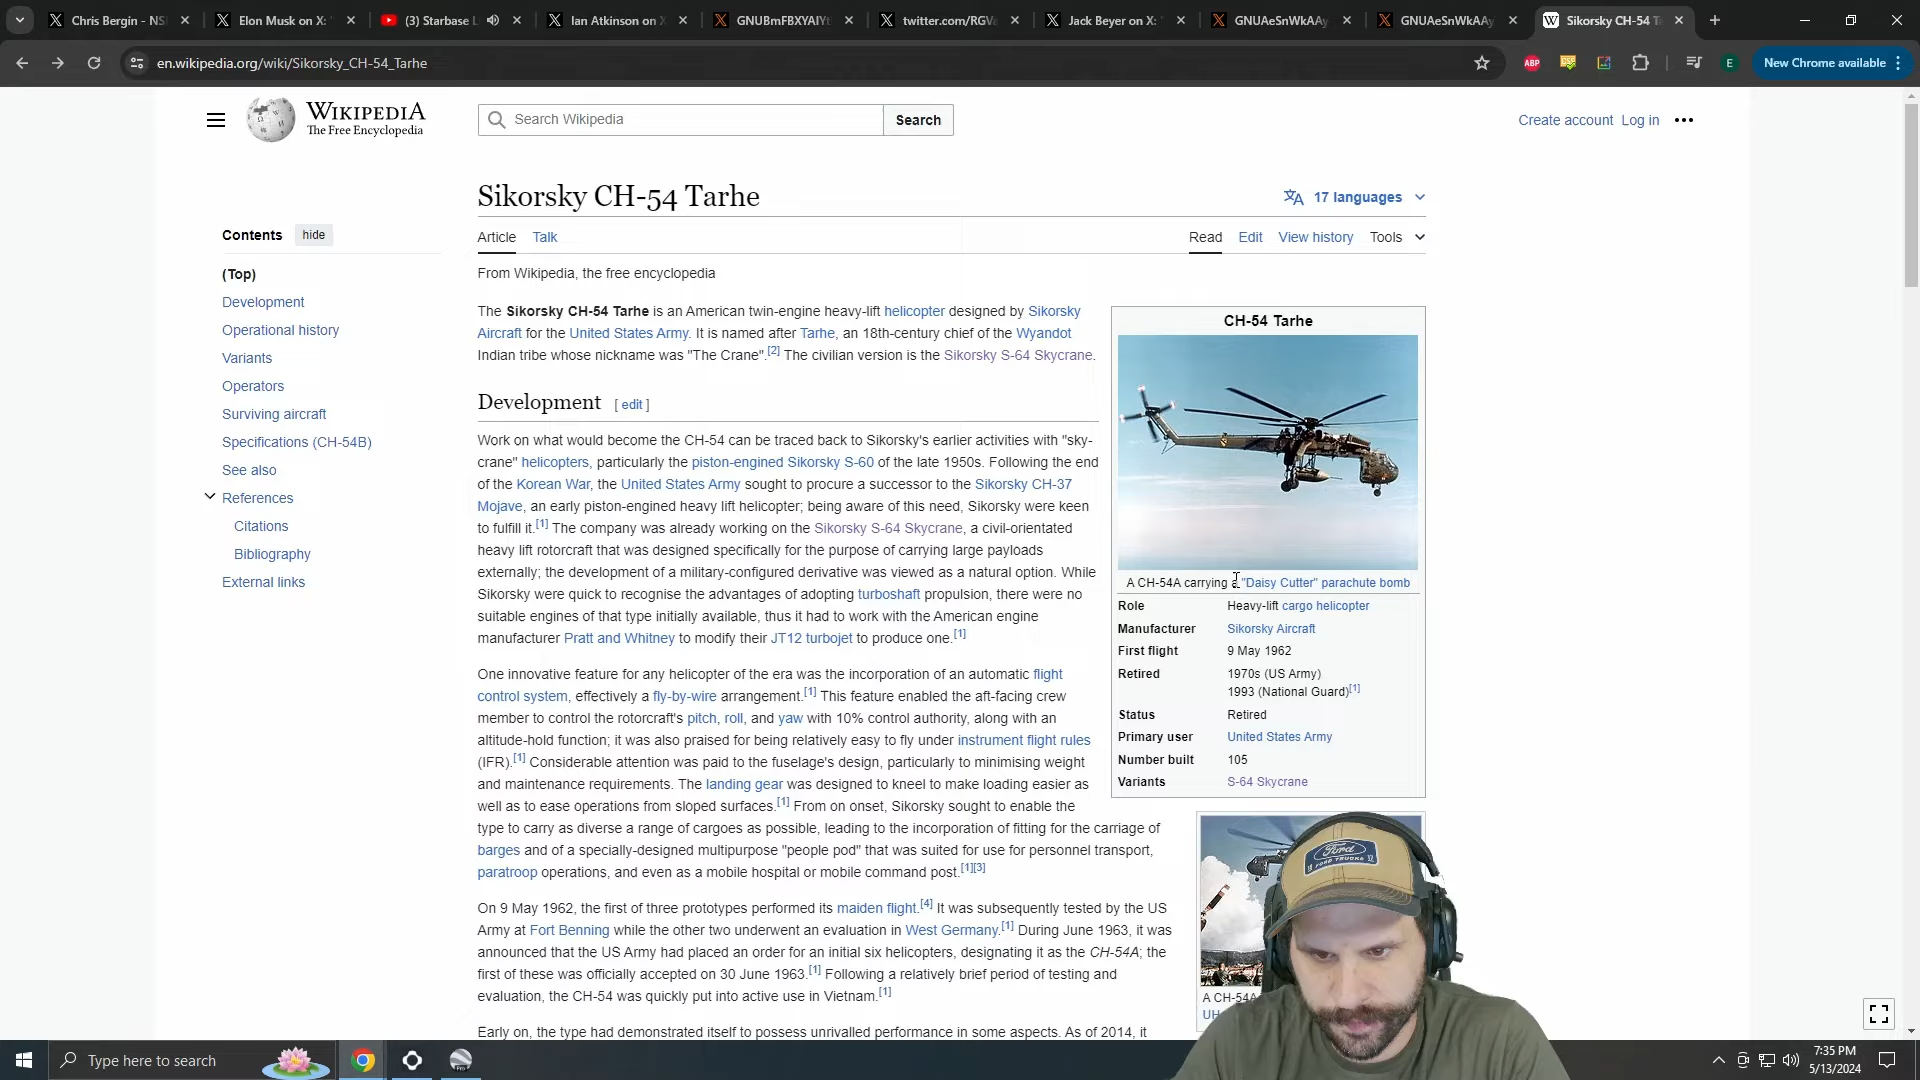 Chris Bergin - NS
Elon Musk on X:
(3) Starbase L
Ian Atkinson on X
GNUBmFBXYAIYt
twitter.com/RGVa
Jack Beyer on X:
GNUAeSnWkAAy
GNUAeSnWkAAy
Sikorsky CH-54 T
en.wikipedia.org/wiki/Sikorsky_CH-54_Tarhe
ABP
E
New Chrome available
WIKIPEDIA
The Free Encyclopedia
Search Wikipedia
Search
Create account Log in
Sikorsky CH-54 Tarhe
17 languages
Contents hide
Article Talk
Read Edit View history Tools
(Top)
Development
Operational history
Variants
Operators
Surviving aircraft
Specifications (CH-54B)
See also
References
Citations
Bibliography
External links
From Wikipedia, the free encyclopedia
The Sikorsky CH-54 Tarhe is an American twin-engine heavy-lift helicopter designed by Sikorsky
Aircraft for the United States Army. It is named after Tarhe, an 18th-century chief of the Wyandot
Indian tribe whose nickname was "The Crane".[2] The civilian version is the Sikorsky S-64 Skycrane.
Development [ edit ]
Work on what would become the CH-54 can be traced back to Sikorsky's earlier activities with "sky-
crane" helicopters, particularly the piston-engined Sikorsky S-60 of the late 1950s. Following the end
of the Korean War, the United States Army sought to procure a successor to the Sikorsky CH-37
Mojave, an early piston-engined heavy lift helicopter; being aware of this need, Sikorsky were keen
to fulfill it.[1] The company was already working on the Sikorsky S-64 Skycrane, a civil-orientated
heavy lift rotorcraft that was designed specifically for the purpose of carrying large payloads
externally; the development of a military-configured derivative was viewed as a natural option. While
Sikorsky were quick to recognise the advantages of adopting turboshaft propulsion, there were no
suitable engines of that type initially available, thus it had to work with the American engine
manufacturer Pratt and Whitney to modify their JT12 turbojet to produce one.[1]
One innovative feature for any helicopter of the era was the incorporation of an automatic flight
control system, effectively a fly-by-wire arrangement.[1] This feature enabled the aft-facing crew
member to control the rotorcraft's pitch, roll, and yaw with 10% control authority, along with an
altitude-hold function; it was also praised for being relatively easy to fly under instrument flight rules
(IFR).[1] Considerable attention was paid to the fuselage's design, particularly to minimising weight
and maintenance requirements. The landing gear was designed to kneel to make loading easier as
well as to ease operations from sloped surfaces.[1] From on onset, Sikorsky sought to enable the
type to carry as diverse a range of cargoes as possible, leading to the incorporation of fitting for the carriage of
barges and of a specially-designed multipurpose "people pod" that was suited for use for personnel transport,
paratroop operations, and even as a mobile hospital or mobile command post.[1][3]
On 9 May 1962, the first of three prototypes performed its maiden flight.[4] It was subsequently tested by the US
Army at Fort Benning while the other two underwent an evaluation in West Germany.[1] During June 1963, it was
announced that the US Army had placed an order for an initial six helicopters, designating it as the CH-54A; the
first of these was officially accepted on 30 June 1963.[1] Following a relatively brief period of testing and
evaluation, the CH-54 was quickly put into active use in Vietnam.[1]
Early on, the type had demonstrated itself to possess unrivalled performance in some aspects. As of 2014, it
CH-54 Tarhe
A CH-54A carrying a "Daisy Cutter" parachute bomb
Role Heavy-lift cargo helicopter
Manufacturer Sikorsky Aircraft
First flight 9 May 1962
Retired 1970s (US Army)
1993 (National Guard)[1]
Status Retired
Primary user United States Army
Number built 105
Variants S-64 Skycrane
A CH-54A
UH-
Ford
FORD TRUCKS
Type here to search
7:35 PM
5/13/2024